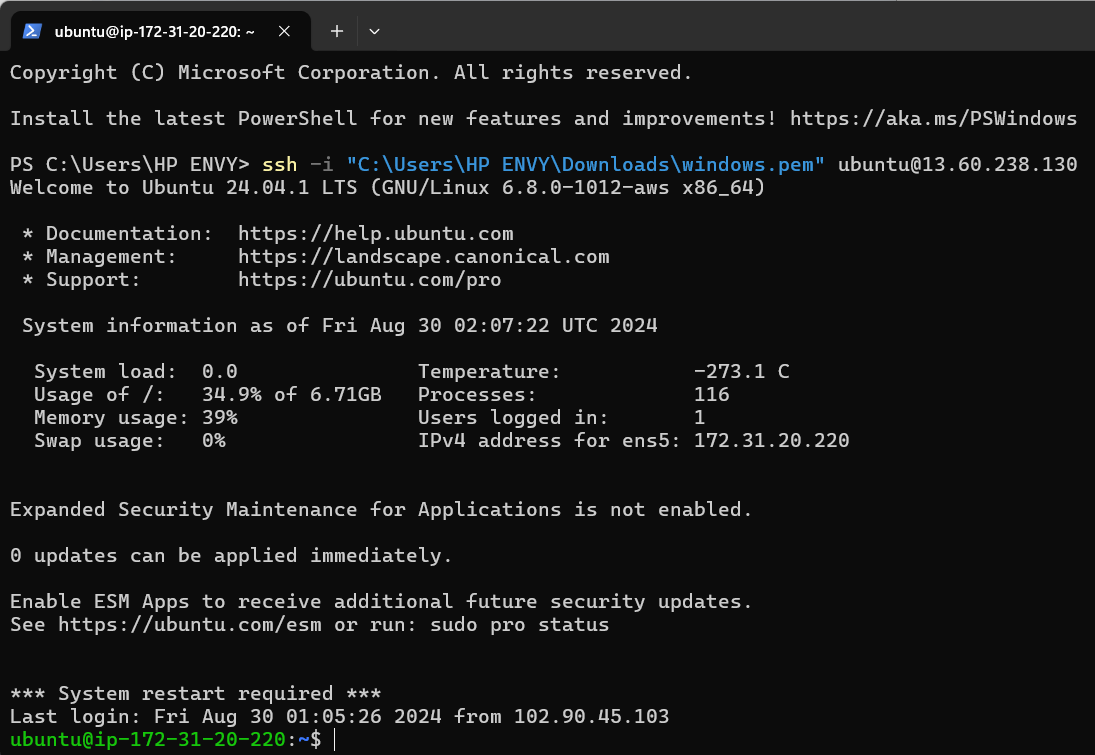 ubuntu@ip-172-31-20-220: ~
Copyright (C) Microsoft Corporation. All rights reserved.
Install the latest PowerShell for new features and improvements! https://aka.ms/PSWindows
PS C:\Users\HP ENVY> ssh -i "C:\Users\HP ENVY\Downloads\windows.pem" ubuntu@13.60.238.130
Welcome to Ubuntu 24.04.1 LTS (GNU/Linux 6.8.0-1012-aws x86_64)
* Documentation:  https://help.ubuntu.com
* Management:     https://landscape.canonical.com
* Support:        https://ubuntu.com/pro
System information as of Fri Aug 30 02:07:22 UTC 2024
System load:  0.0               Temperature:           -273.1 C
Usage of /:   34.9% of 6.71GB   Processes:             116
Memory usage: 39%               Users logged in:       1
Swap usage:   0%                IPv4 address for ens5: 172.31.20.220
Expanded Security Maintenance for Applications is not enabled.
0 updates can be applied immediately.
Enable ESM Apps to receive additional future security updates.
See https://ubuntu.com/esm or run: sudo pro status
*** System restart required ***
Last login: Fri Aug 30 01:05:26 2024 from 102.90.45.103
ubuntu@ip-172-31-20-220:~$